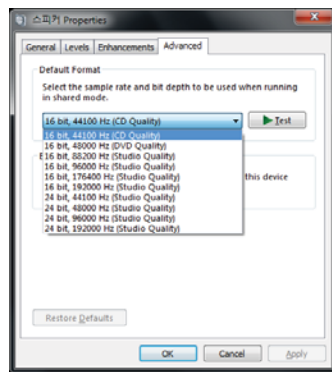 스피커 Properties
General Levels Enhancements Advanced
Default Format
Select the sample rate and bit depth to be used when running
in shared mode.
16 bit, 44100 Hz (CD Quality)
Test
16 bit, 44100 Hz (CD Quality)
16 bit, 48000 Hz (DVD Quality)
16 bit, 88200 Hz (Studio Quality)
16 bit, 96000 Hz (Studio Quality)
16 bit, 176400 Hz (Studio Quality)
16 bit, 192000 Hz (Studio Quality)
24 bit, 44100 Hz (Studio Quality)
24 bit, 48000 Hz (Studio Quality)
24 bit, 96000 Hz (Studio Quality)
24 bit, 192000 Hz (Studio Quality)
this device
Restore Defaults
OK Cancel Apply